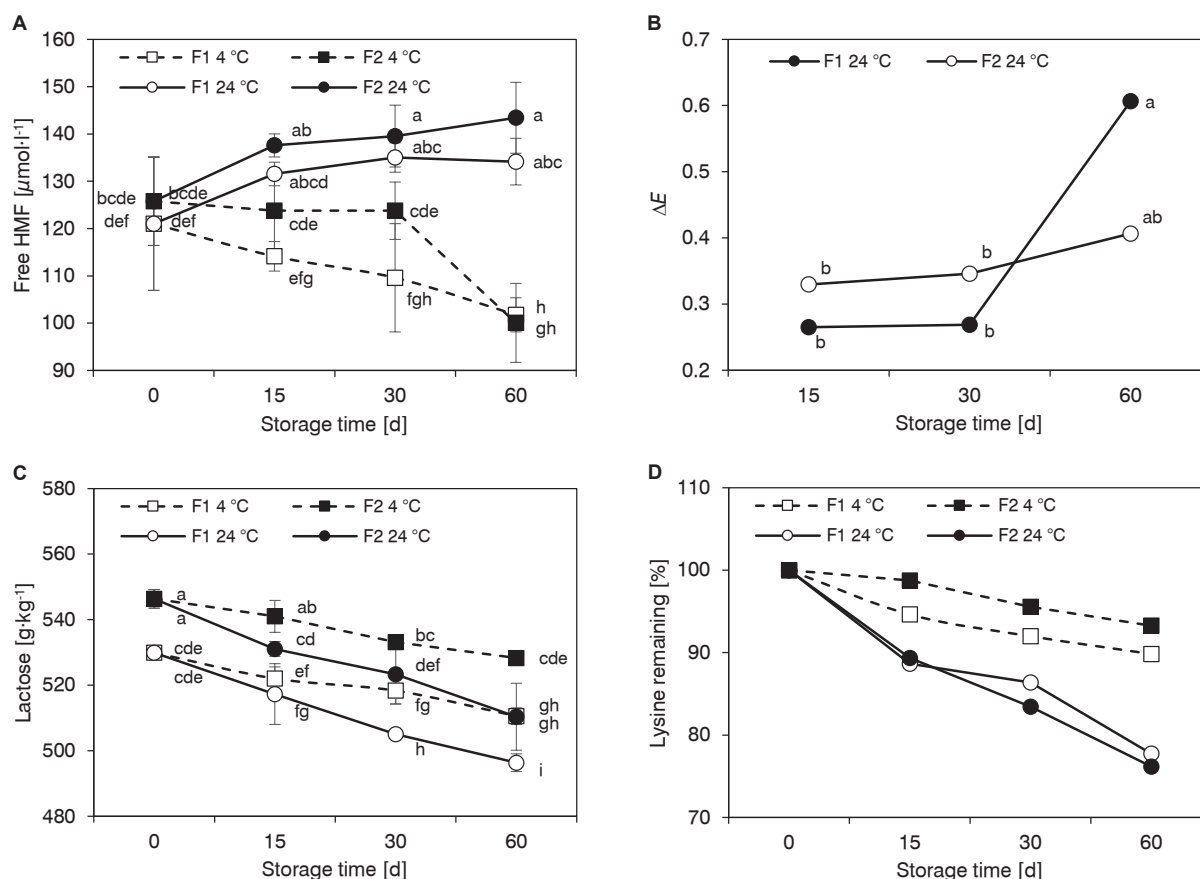 A
160
150
140
130
120
110
100
90
Free HMF [µmol·l-1]
F1 4 °C
F2 4 °C
F1 24 °C
F2 24 °C
ab
a
a
abcd
abc
abc
bcde
bcde
def
def
cde
cde
efg
fgh
h
gh
0
15
30
60
Storage time [d]
B
0.7
0.6
0.5
0.4
0.3
0.2
ΔE
F1 24 °C
F2 24 °C
a
ab
b
b
b
b
15
30
60
Storage time [d]
C
580
560
540
520
500
480
Lactose [g·kg-1]
F1 4 °C
F2 4 °C
F1 24 °C
F2 24 °C
a
a
ab
bc
cde
cde
cde
cd
def
ef
fg
fg
gh
gh
h
i
0
15
30
60
Storage time [d]
D
110
100
90
80
70
Lysine remaining [%]
F1 4 °C
F2 4 °C
F1 24 °C
F2 24 °C
0
15
30
60
Storage time [d]